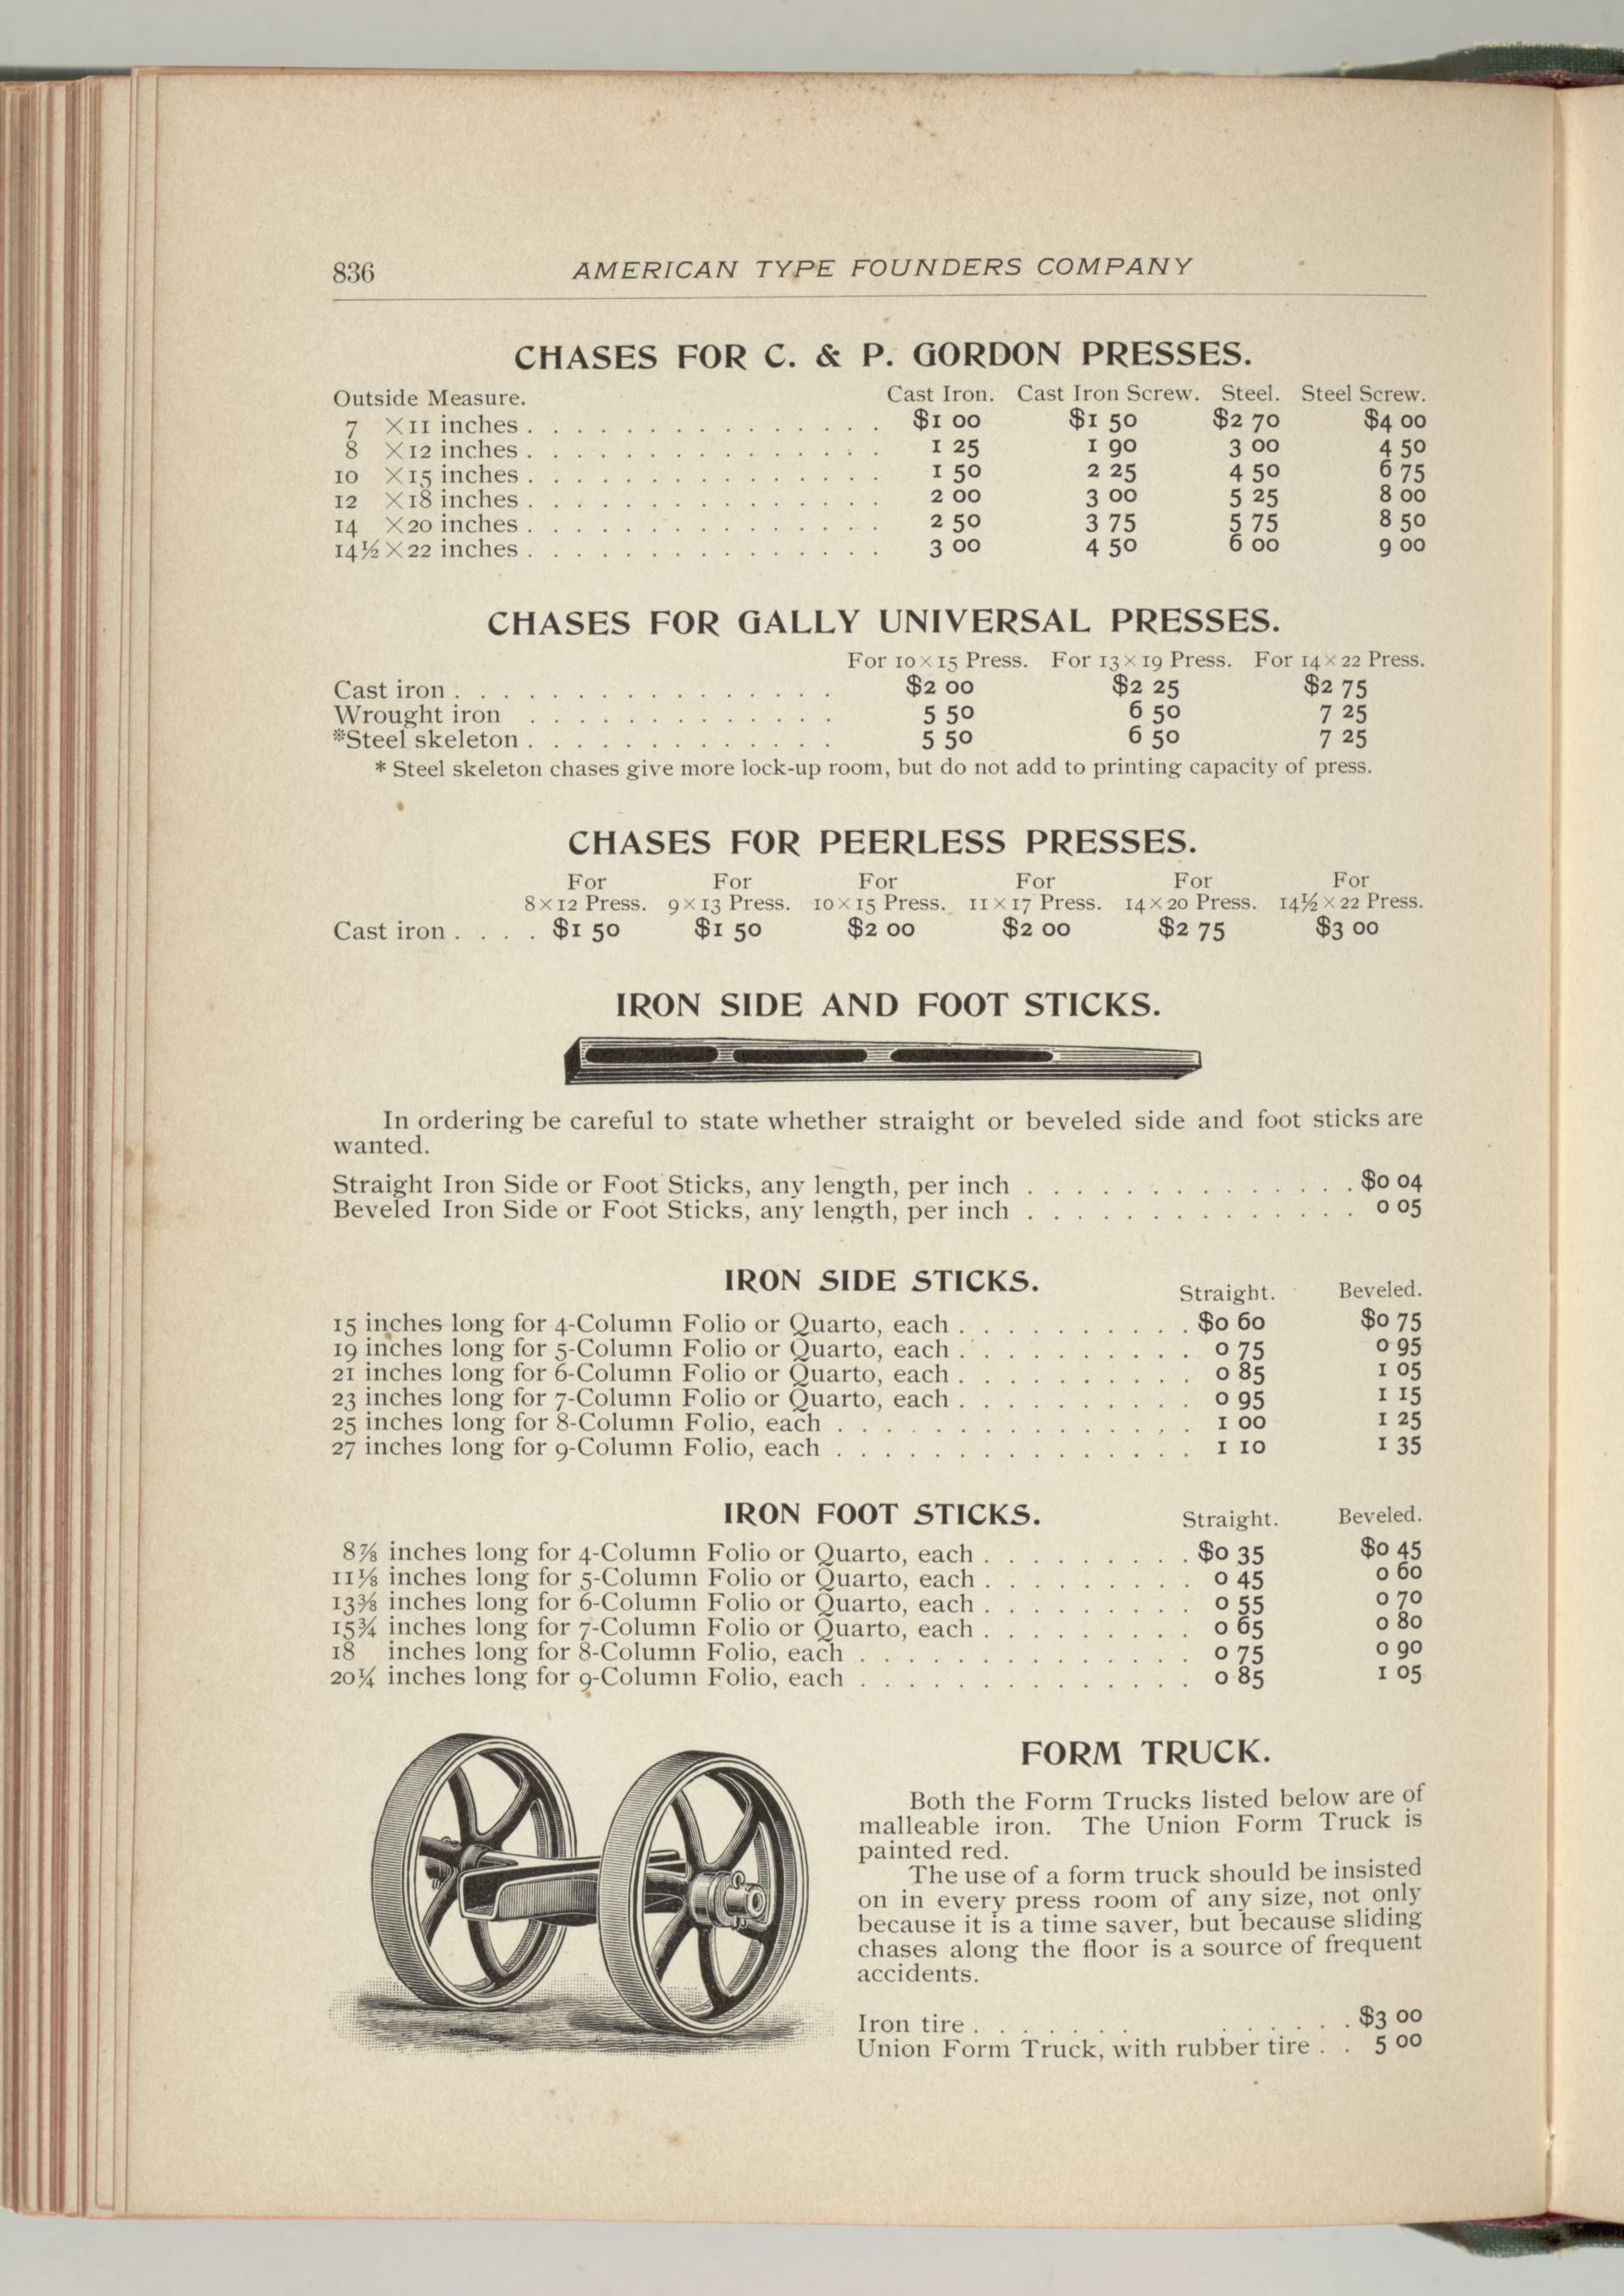 836 AMERICAN TYPE FOUNDERS COMPANY
CHASES FOR C. & P. GORDON PRESSES.
Outside Measure. Cast Iron. Cast Iron Screw. Steel. Steel Screw.
7 ×11 inches . . . . . . . . . . . . . . . $1 00 $1 50 $2 70 $4 00
8 ×12 inches . . . . . . . . . . . . . . . 1 25 1 90 3 00 4 50
10 ×15 inches . . . . . . . . . . . . . . . 1 50 2 25 4 50 6 75
12 ×18 inches . . . . . . . . . . . . . . . 2 00 3 00 5 25 8 00
14 ×20 inches . . . . . . . . . . . . . . . 2 50 3 75 5 75 8 50
14½×22 inches . . . . . . . . . . . . . . . 3 00 4 50 6 00 9 00
CHASES FOR GALLY UNIVERSAL PRESSES.
For 10×15 Press. For 13×19 Press. For 14×22 Press.
Cast iron . . . . . . . . . . . . . . . . $2 00 $2 25 $2 75
Wrought iron . . . . . . . . . . . . . 5 50 6 50 7 25
*Steel skeleton . . . . . . . . . . . . . 5 50 6 50 7 25
* Steel skeleton chases give more lock-up room, but do not add to printing capacity of press.
CHASES FOR PEERLESS PRESSES.
For For For For For For
8×12 Press. 9×13 Press. 10×15 Press. 11×17 Press. 14×20 Press. 14½×22 Press.
Cast iron . . . . $1 50 $1 50 $2 00 $2 00 $2 75 $3 00
IRON SIDE AND FOOT STICKS.
In ordering be careful to state whether straight or beveled side and foot sticks are
wanted.
Straight Iron Side or Foot Sticks, any length, per inch . . . . . . . . . . . . . . $0 04
Beveled Iron Side or Foot Sticks, any length, per inch . . . . . . . . . . . . . . 0 05
IRON SIDE STICKS. Straight. Beveled.
15 inches long for 4-Column Folio or Quarto, each . . . . . . . . . . $0 60 $0 75
19 inches long for 5-Column Folio or Quarto, each . . . . . . . . . . 0 75 0 95
21 inches long for 6-Column Folio or Quarto, each . . . . . . . . . . 0 85 1 05
23 inches long for 7-Column Folio or Quarto, each . . . . . . . . . . 0 95 1 15
25 inches long for 8-Column Folio, each . . . . . . . . . . . . . . . 1 00 1 25
27 inches long for 9-Column Folio, each . . . . . . . . . . . . . . . 1 10 1 35
IRON FOOT STICKS. Straight. Beveled.
8⅞ inches long for 4-Column Folio or Quarto, each . . . . . . . . . $0 35 $0 45
11⅛ inches long for 5-Column Folio or Quarto, each . . . . . . . . . 0 45 0 60
13⅜ inches long for 6-Column Folio or Quarto, each . . . . . . . . . 0 55 0 70
15¾ inches long for 7-Column Folio or Quarto, each . . . . . . . . . 0 65 0 80
18 inches long for 8-Column Folio, each . . . . . . . . . . . . . . 0 75 0 90
20¼ inches long for 9-Column Folio, each . . . . . . . . . . . . . . 0 85 1 05
FORM TRUCK.
Both the Form Trucks listed below are of
malleable iron. The Union Form Truck is
painted red.
The use of a form truck should be insisted
on in every press room of any size, not only
because it is a time saver, but because sliding
chases along the floor is a source of frequent
accidents.
Iron tire . . . . . . . . . . . . $3 00
Union Form Truck, with rubber tire . . 5 00